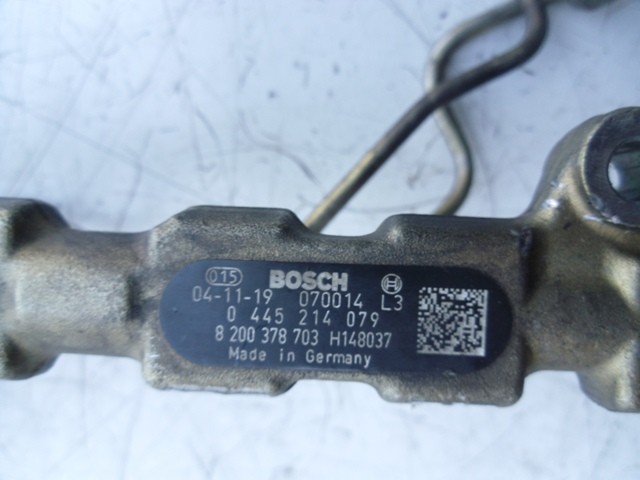 015 BOSCH
04-11-19 070014 L3
0 445 214 079
8 200 378 703 H148037
Made in Germany